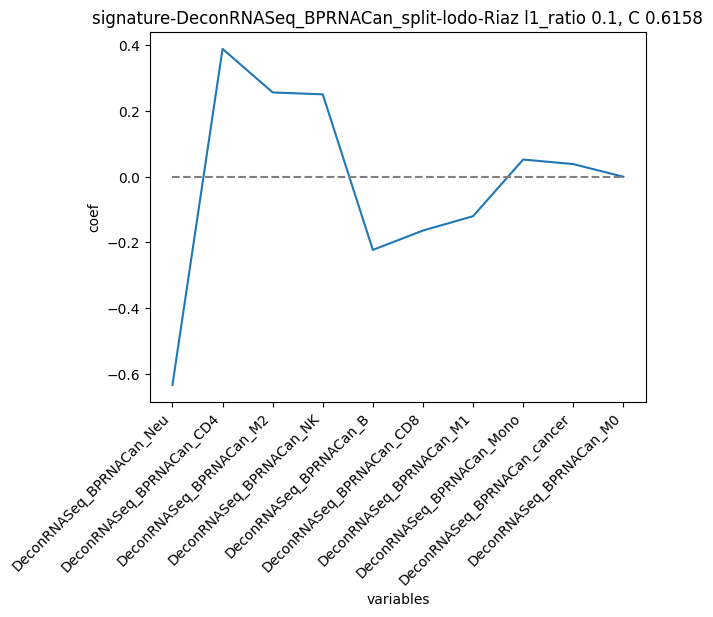 signature-DeconRNASeq_BPRNACan_split-lodo-Riaz l1_ratio 0.1, C 0.6158
0.4
0.2
0.0
−0.2
−0.4
−0.6
coef
DeconRNASeq_BPRNACan_Neu
DeconRNASeq_BPRNACan_CD4
DeconRNASeq_BPRNACan_M2
DeconRNASeq_BPRNACan_NK
DeconRNASeq_BPRNACan_B
DeconRNASeq_BPRNACan_CD8
DeconRNASeq_BPRNACan_M1
DeconRNASeq_BPRNACan_Mono
DeconRNASeq_BPRNACan_cancer
DeconRNASeq_BPRNACan_M0
variables